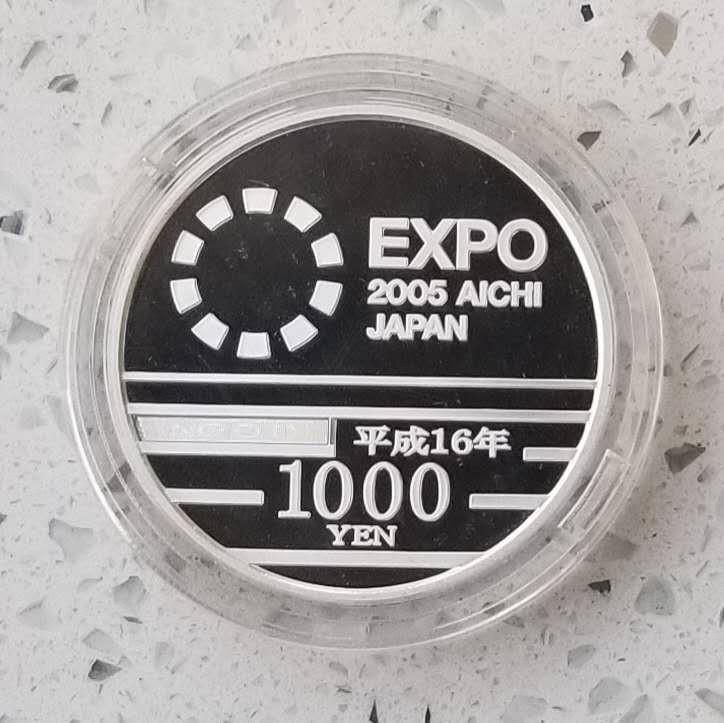 EXPO
2005 AICHI
JAPAN
平成16年
1000
YEN